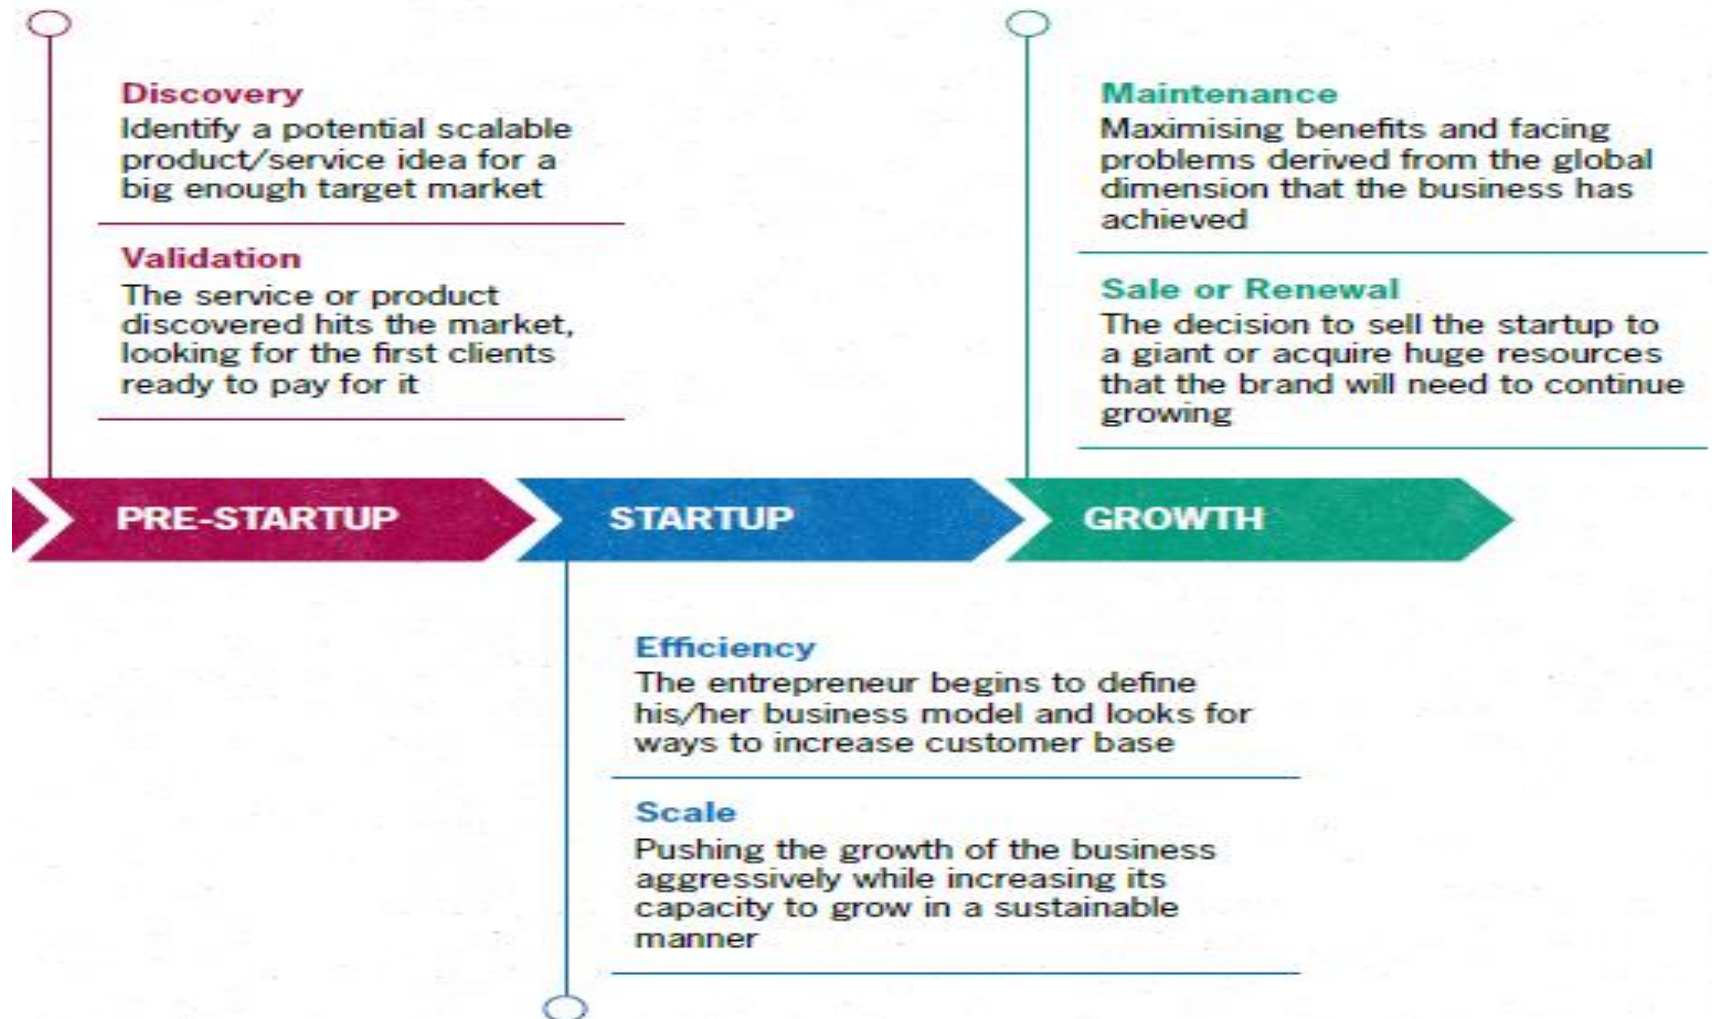 Discovery
Identify a potential scalable
product/service idea for a
big enough target market
Validation
The service or product
discovered hits the market,
looking for the first clients
ready to pay for it
Maintenance
Maximising benefits and facing
problems derived from the global
dimension that the business has
achieved
Sale or Renewal
The decision to sell the startup to
a giant or acquire huge resources
that the brand will need to continue
growing
PRE-STARTUP
STARTUP
GROWTH
Efficiency
The entrepreneur begins to define
his/her business model and looks for
ways to increase customer base
Scale
Pushing the growth of the business
aggressively while increasing its
capacity to grow in a sustainable
manner